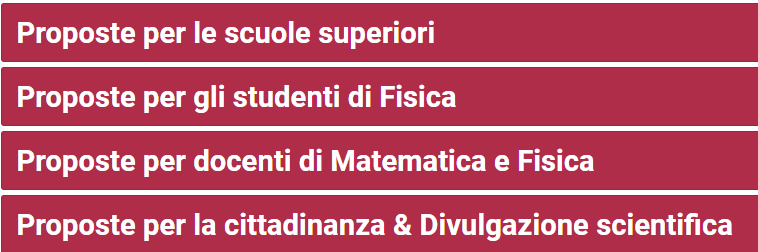 Proposte per le scuole superiori
Proposte per gli studenti di Fisica
Proposte per docenti di Matematica e Fisica
Proposte per la cittadinanza & Divulgazione scientifica